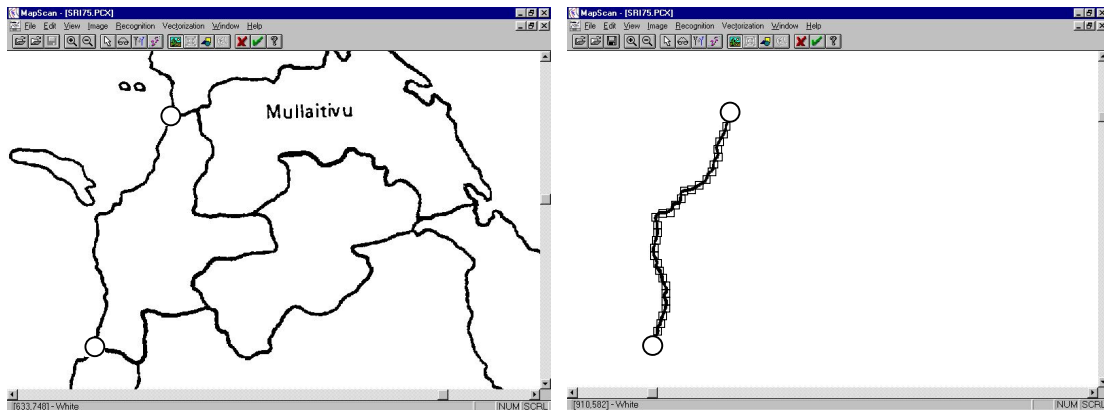 MapScan - [SRI75.PCX]
File Edit View Image Recognition Vectorization Window Help
Mullaitivu
[633,748] - White
NUM SCRL
MapScan - [SRI75.PCX]
File Edit View Image Recognition Vectorization Window Help
[910,582] - White
NUM SCRL